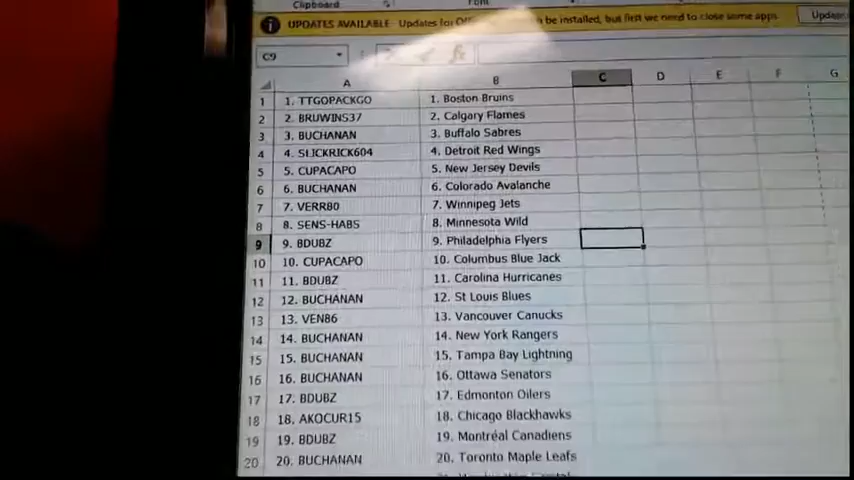 Clipboard Font
UPDATES AVAILABLE - Updates for be installed, but first we need to close some apps. Update
C9 fx
A B C D E F G
1 1. TTGOPACKGO 1. Boston Bruins
2 2. BRUWINS37 2. Calgary Flames
3 3. BUCHANAN 3. Buffalo Sabres
4 4. SLICKRICK604 4. Detroit Red Wings
5 5. CUPACAPO 5. New Jersey Devils
6 6. BUCHANAN 6. Colorado Avalanche
7 7. VERR80 7. Winnipeg Jets
8 8. SENS-HABS 8. Minnesota Wild
9 9. BDUBZ 9. Philadelphia Flyers
10 10. CUPACAPO 10. Columbus Blue Jack
11 11. BDUBZ 11. Carolina Hurricanes
12 12. BUCHANAN 12. St Louis Blues
13 13. VEN86 13. Vancouver Canucks
14 14. BUCHANAN 14. New York Rangers
15 15. BUCHANAN 15. Tampa Bay Lightning
16 16. BUCHANAN 16. Ottawa Senators
17 17. BDUBZ 17. Edmonton Oilers
18 18. AKOCUR15 18. Chicago Blackhawks
19 19. BDUBZ 19. Montréal Canadiens
20 20. BUCHANAN 20. Toronto Maple Leafs